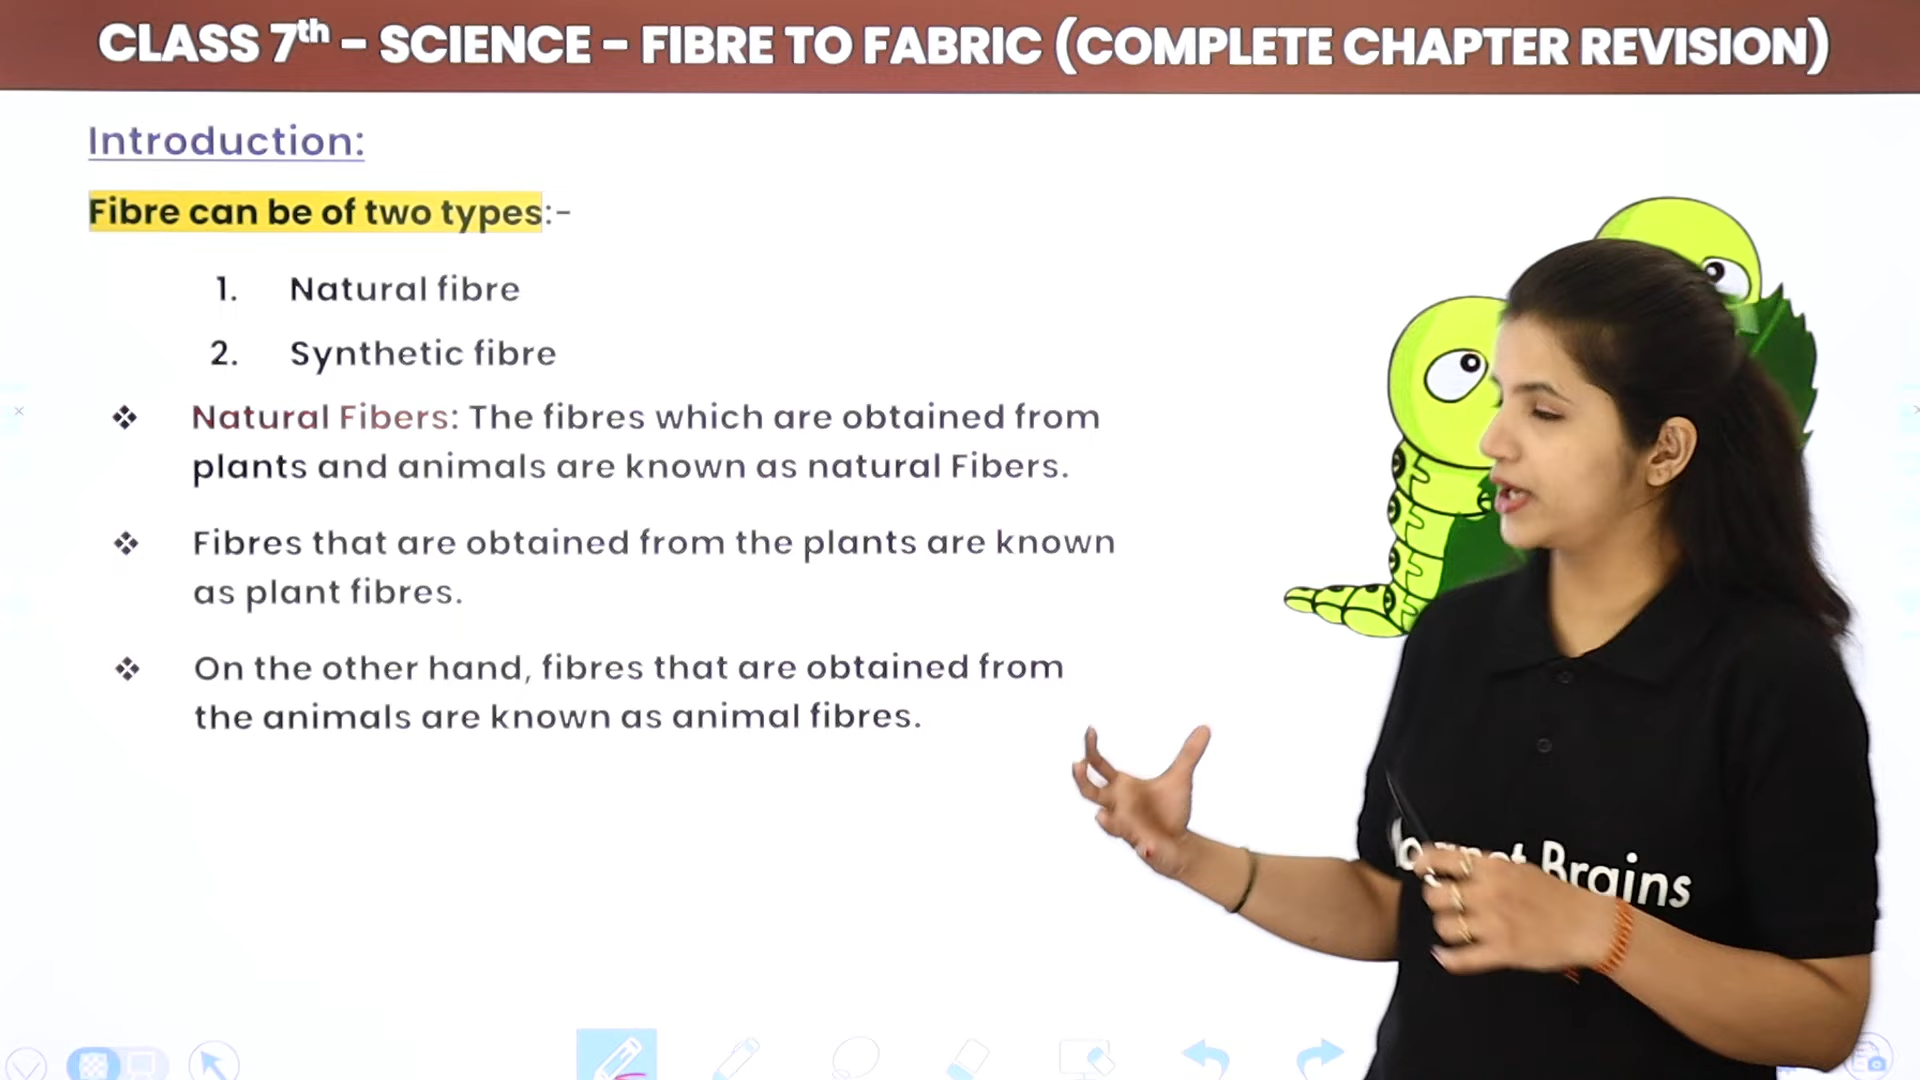 CLASS 7th - SCIENCE - FIBRE TO FABRIC (COMPLETE CHAPTER REVISION)
Introduction:
Fibre can be of two types:-
1. Natural fibre
2. Synthetic fibre
❖ Natural Fibers: The fibres which are obtained from
plants and animals are known as natural Fibers.
❖ Fibres that are obtained from the plants are known
as plant fibres.
❖ On the other hand, fibres that are obtained from
the animals are known as animal fibres.
Brains